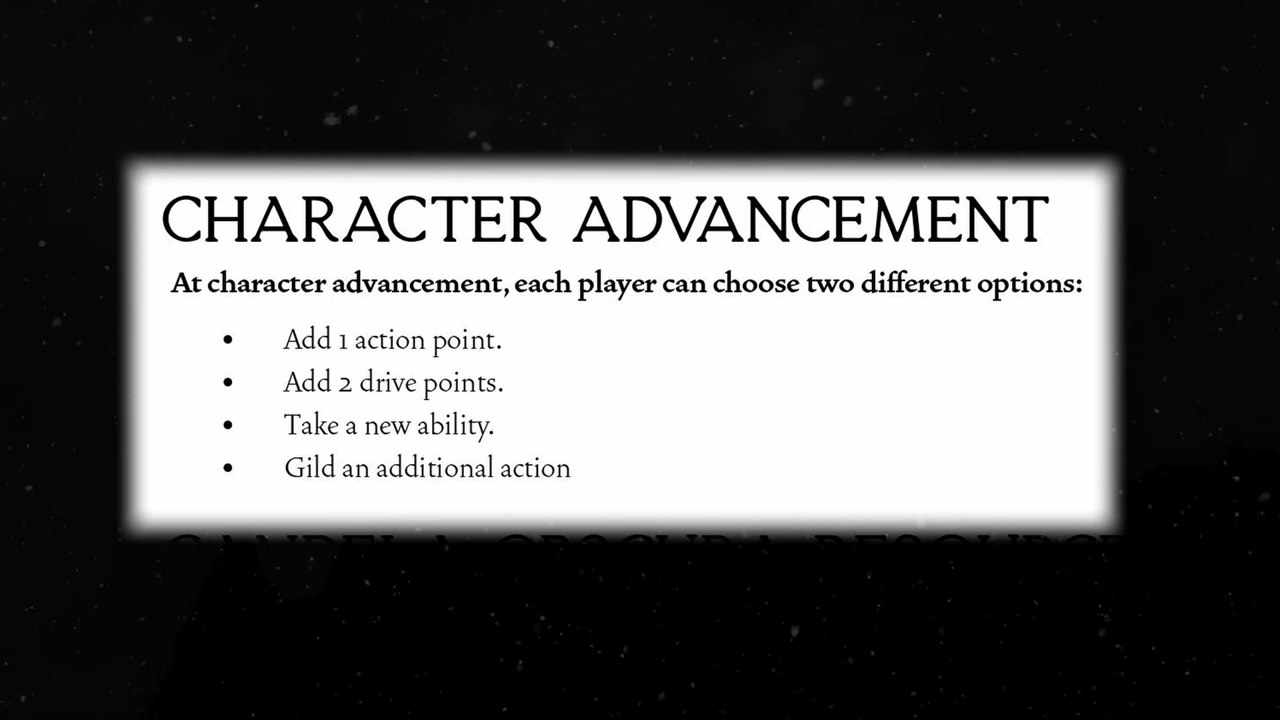 CHARACTER ADVANCEMENT
At character advancement, each player can choose two different options:
• Add 1 action point.
• Add 2 drive points.
• Take a new ability.
• Gild an additional action